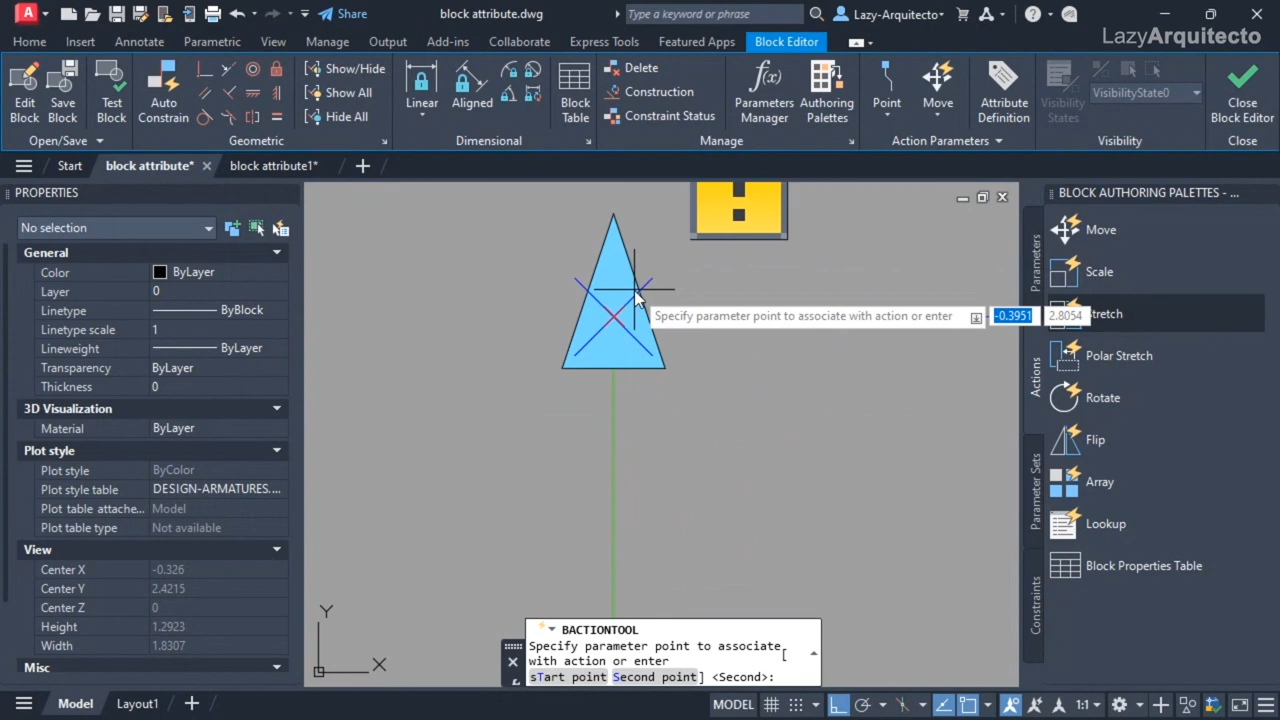 A
Share
block attribute.dwg
Type a keyword or phrase
Lazy-Arquitecto
LazyArquitecto
Home
Insert
Annotate
Parametric
View
Manage
Output
Add-ins
Collaborate
Express Tools
Featured Apps
Block Editor
Edit Block
Save Block
Test Block
Auto Constrain
Show/Hide
Show All
Hide All
Linear
Aligned
Block Table
Delete
Construction
Constraint Status
f(x)
Parameters Manager
Authoring Palettes
Point
Move
Attribute Definition
Visibility States
VisibilityState0
Close Block Editor
Open/Save
Geometric
Dimensional
Manage
Action Parameters
Visibility
Close
Start
block attribute*
block attribute1*
PROPERTIES
No selection
General
Color ByLayer
Layer 0
Linetype ByBlock
Linetype scale 1
Lineweight ByLayer
Transparency ByLayer
Thickness 0
3D Visualization
Material ByLayer
Plot style
Plot style ByColor
Plot style table DESIGN-ARMATURES....
Plot table attache... Model
Plot table type Not available
View
Center X -0.326
Center Y 2.4215
Center Z 0
Height 1.2923
Width 1.8307
Misc
Specify parameter point to associate with action or enter
-0.3951
2.8054
Y
X
BACTIONTOOL
Specify parameter point to associate
with action or enter [
sTart point Second point] <Second>:
BLOCK AUTHORING PALETTES - ...
Parameters
Actions
Parameter Sets
Constraints
Move
Scale
Stretch
Polar Stretch
Rotate
Flip
Array
Lookup
Block Properties Table
Model
Layout1
MODEL
1:1